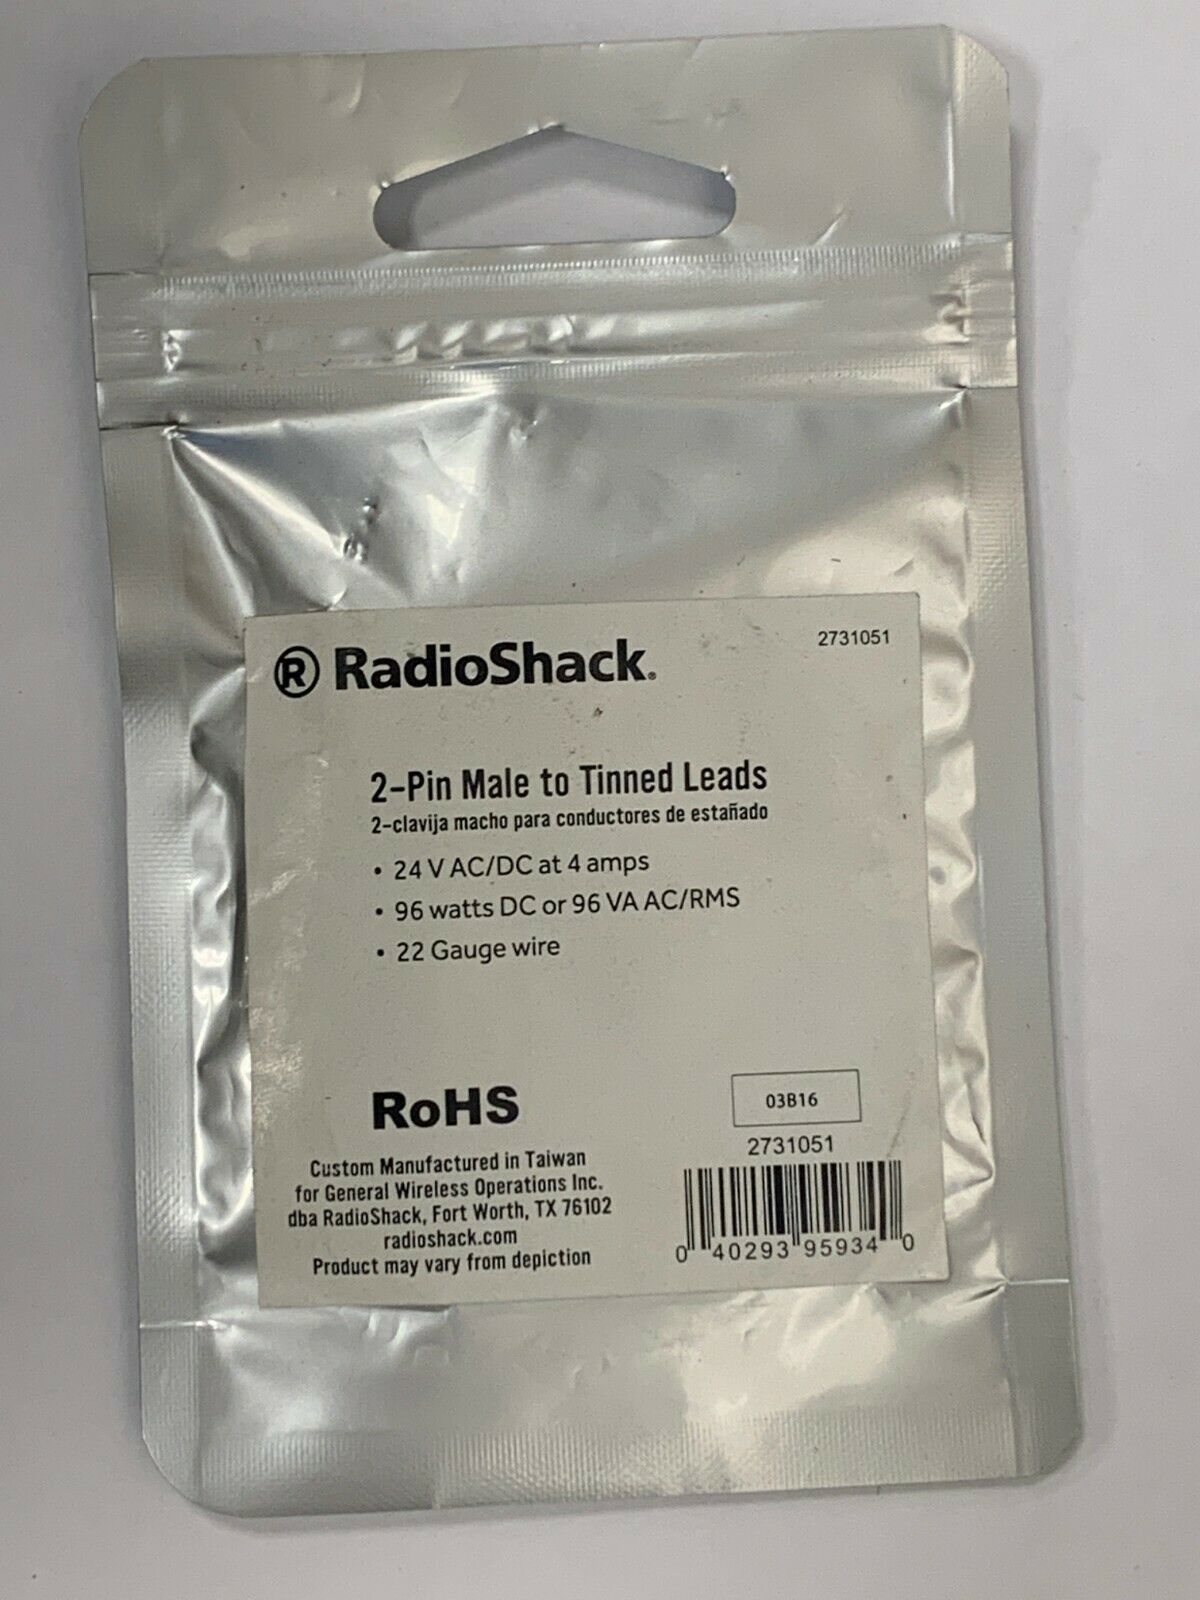 ® RadioShack.
2731051
2-Pin Male to Tinned Leads
2-clavija macho para conductores de estañado
• 24 V AC/DC at 4 amps
• 96 watts DC or 96 VA AC/RMS
• 22 Gauge wire
RoHS
Custom Manufactured in Taiwan
for General Wireless Operations Inc.
dba RadioShack, Fort Worth, TX 76102
radioshack.com
Product may vary from depiction
03B16
2731051
0 40293 95934 0